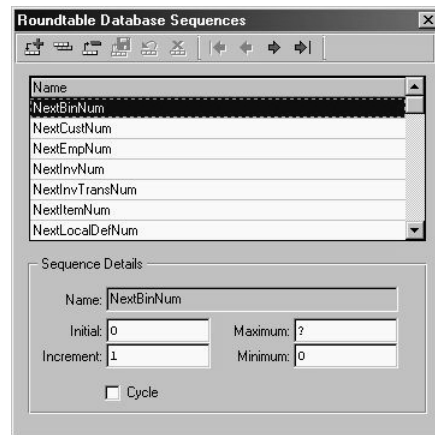 Roundtable Database Sequences
Name
NextBinNum
NextCustNum
NextEmpNum
NextInvNum
NextInvTransNum
NextItemNum
NextLocalDefNum
Sequence Details
Name: NextBinNum
Initial: 0 Maximum: ?
Increment: 1 Minimum: 0
Cycle